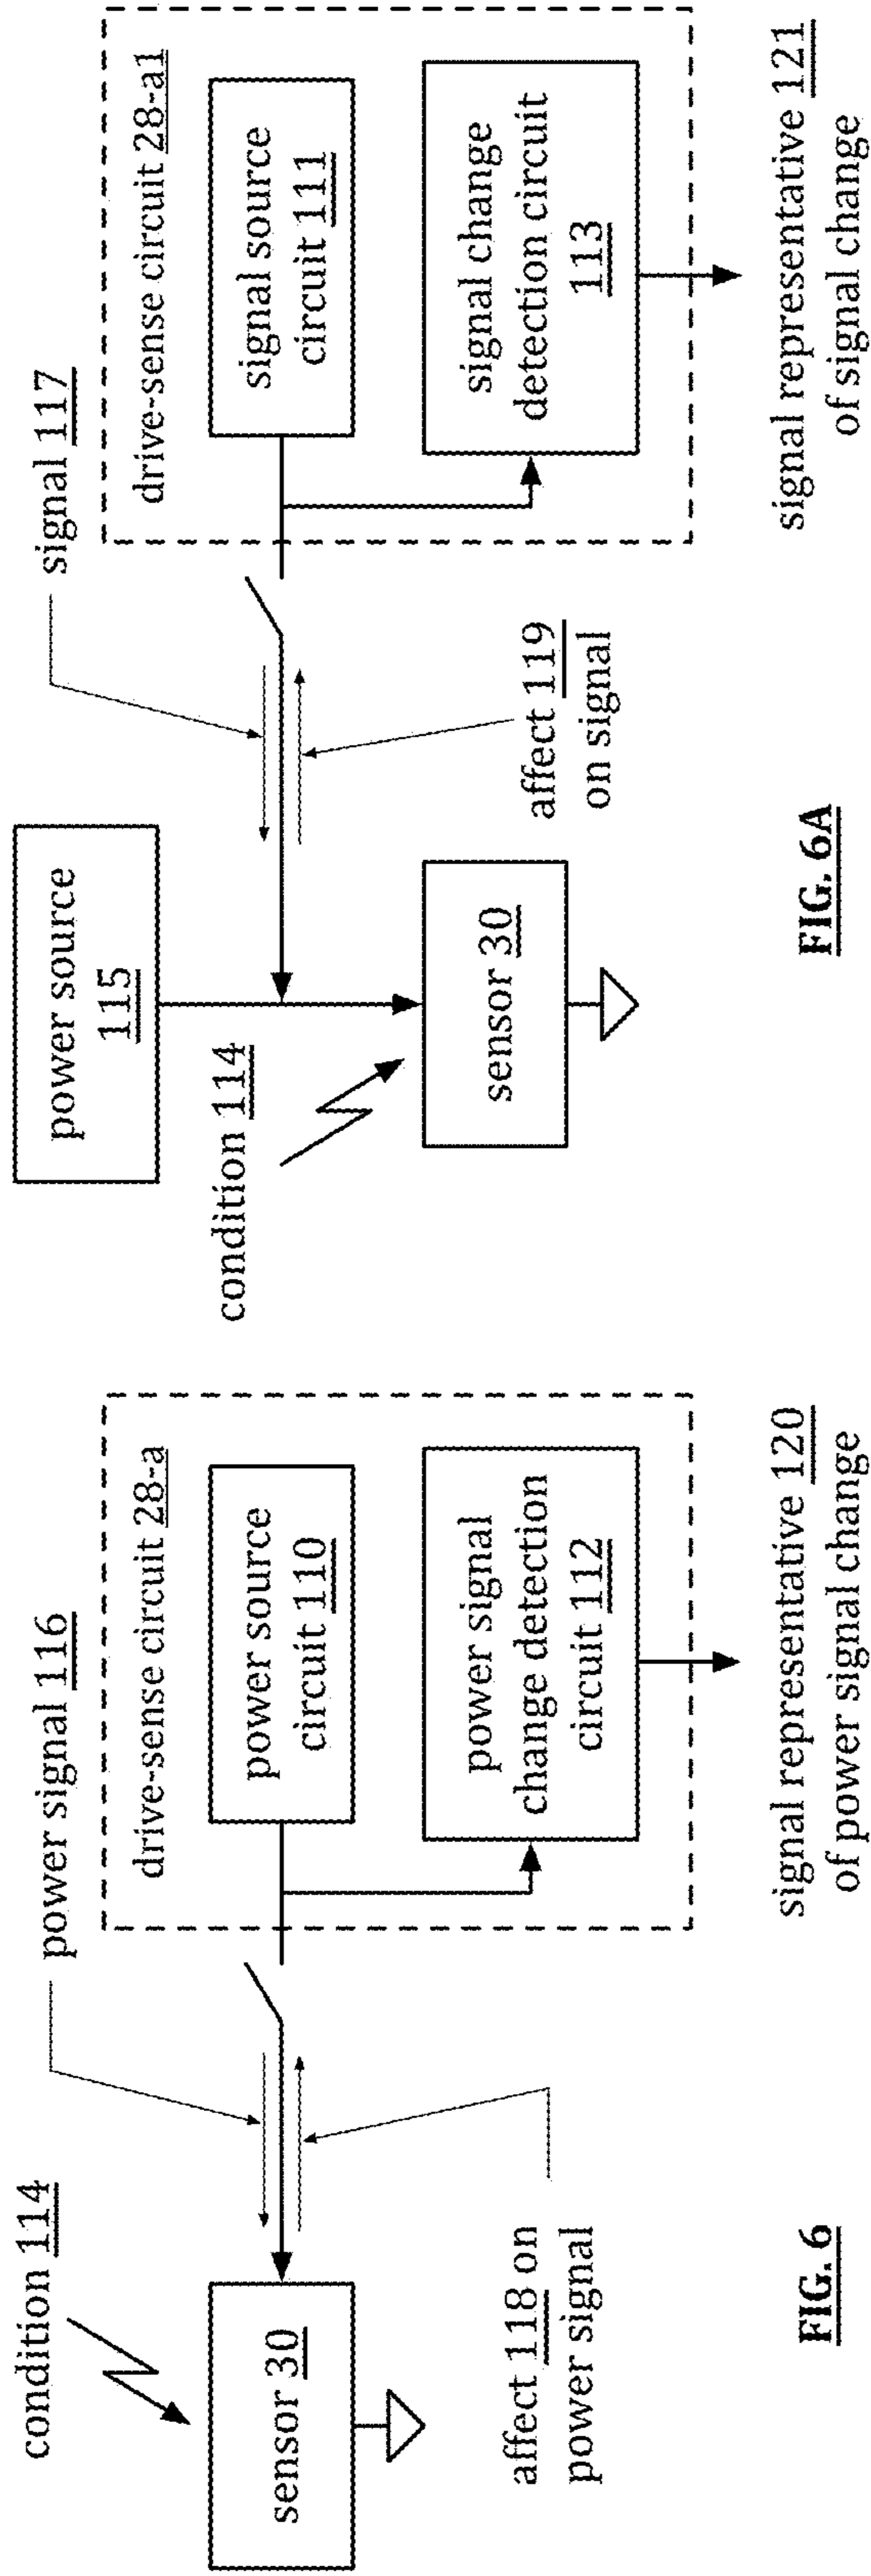 power signal 116
condition 114
drive-sense circuit 28-a
power source
circuit 110
sensor 30
power signal
change detection
circuit 112
affect 118 on
power signal
signal representative 120
of power signal change
FIG. 6
signal 117
power source
115
drive-sense circuit 28-a1
signal source
circuit 111
condition 114
sensor 30
signal change
detection circuit
113
affect 119
on signal
signal representative 121
of signal change
FIG. 6A